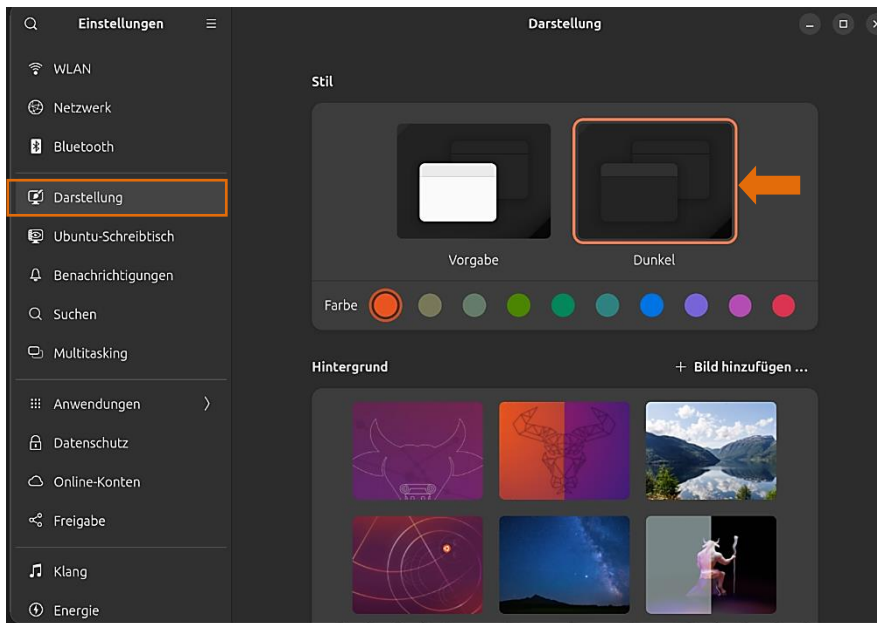 Einstellungen
WLAN
Netzwerk
Bluetooth
Darstellung
Ubuntu-Schreibtisch
Benachrichtigungen
Suchen
Multitasking
Anwendungen
Datenschutz
Online-Konten
Freigabe
Klang
Energie
Darstellung
Stil
Vorgabe
Dunkel
Farbe
Hintergrund
+ Bild hinzufügen ...